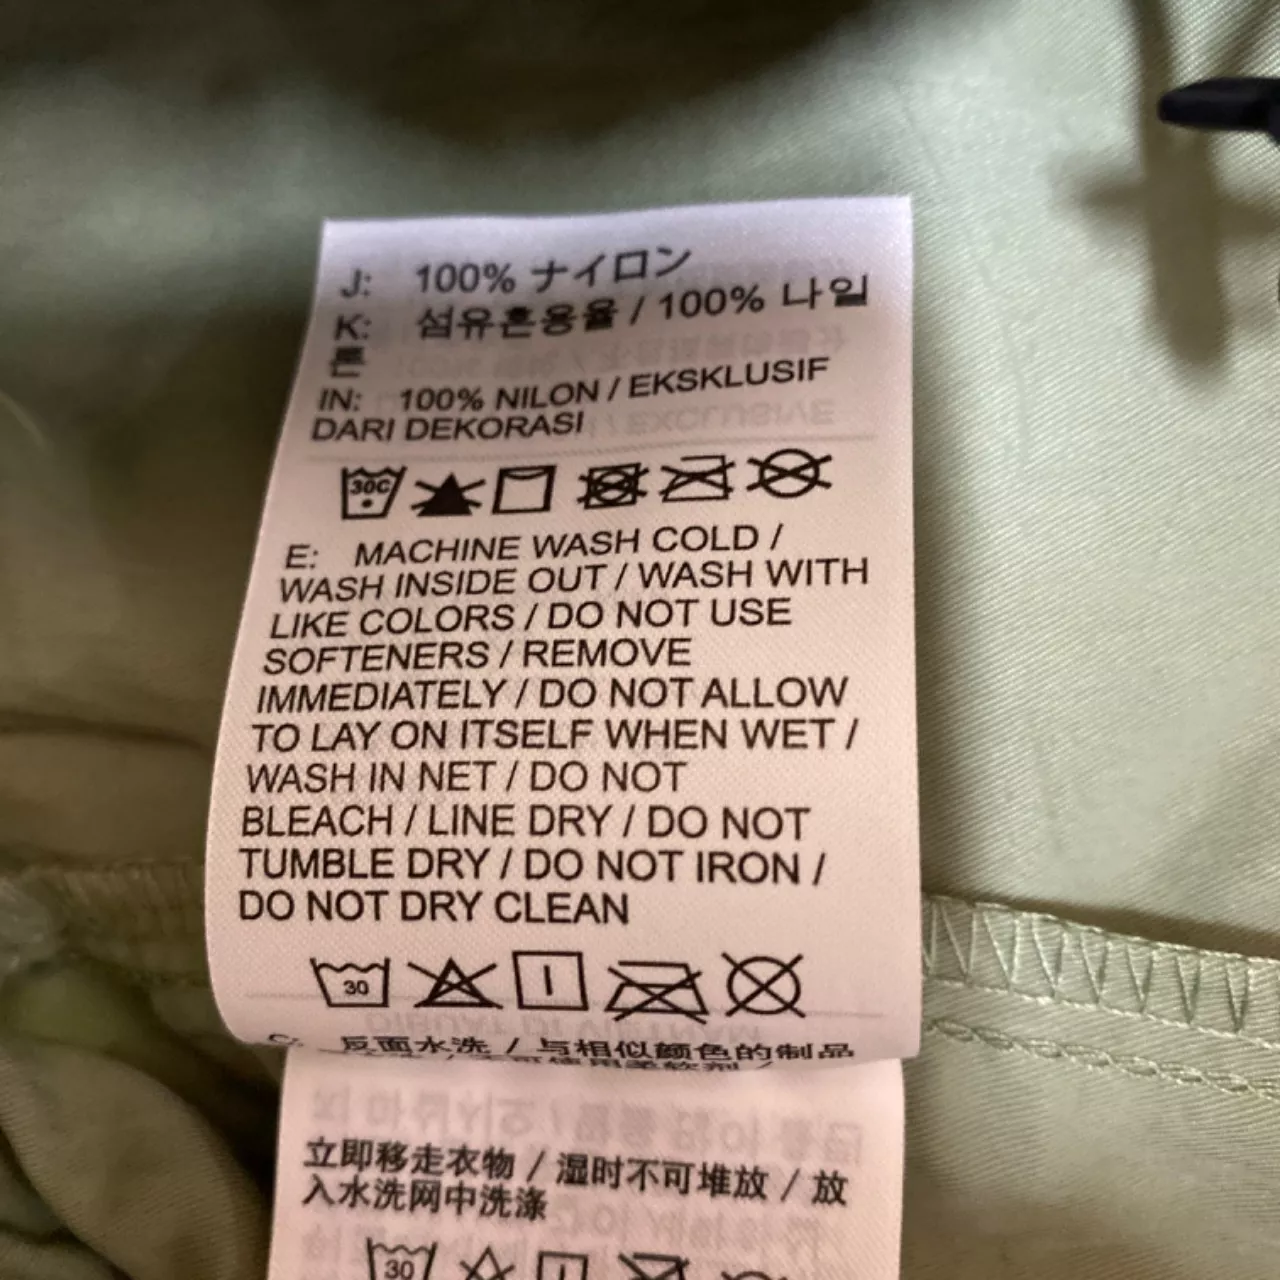 J: 100% ナイロン
K: 섬유혼용율 / 100% 나일
론
IN: 100% NILON / EKSKLUSIF
DARI DEKORASI
30C
E: MACHINE WASH COLD /
WASH INSIDE OUT / WASH WITH
LIKE COLORS / DO NOT USE
SOFTENERS / REMOVE
IMMEDIATELY / DO NOT ALLOW
TO LAY ON ITSELF WHEN WET /
WASH IN NET / DO NOT
BLEACH / LINE DRY / DO NOT
TUMBLE DRY / DO NOT IRON /
DO NOT DRY CLEAN
30
C: 反面水洗 / 与相似颜色的制品
立即移走衣物 / 湿时不可堆放 / 放
入水洗网中洗涤
30